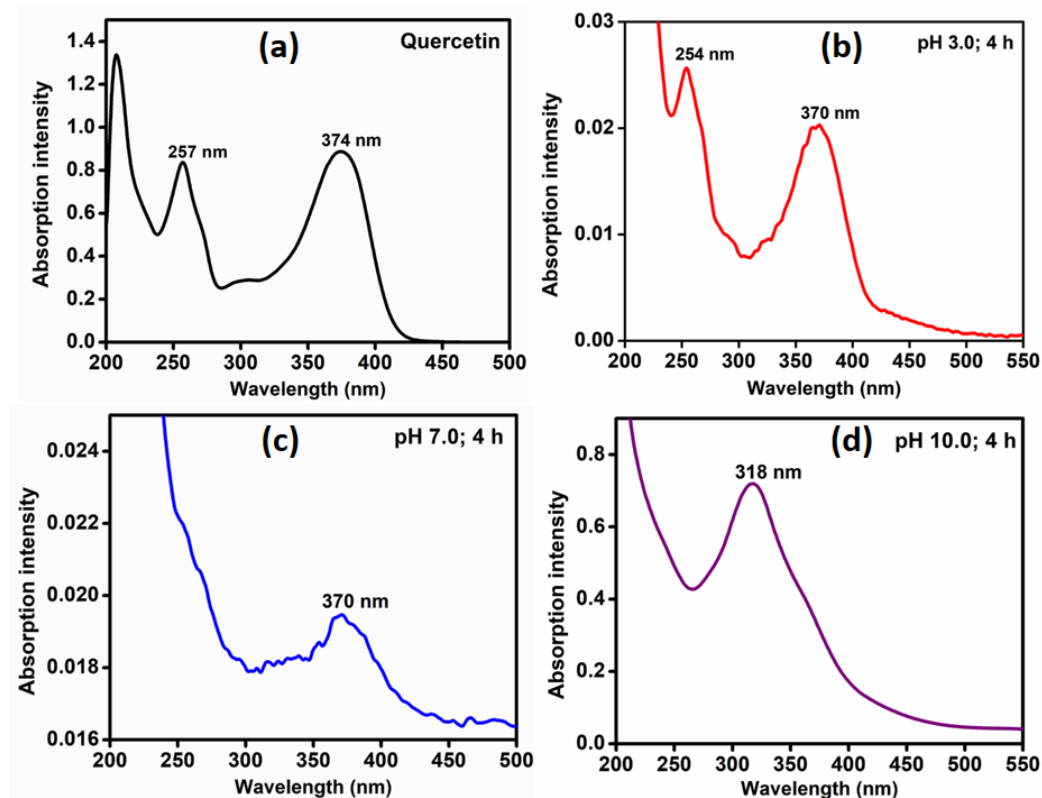 (a)
Quercetin
257 nm
374 nm
Absorption intensity
1.4
1.2
1.0
0.8
0.6
0.4
0.2
0.0
200 250 300 350 400 450 500
Wavelength (nm)
(b)
pH 3.0; 4 h
254 nm
370 nm
Absorption intensity
0.03
0.02
0.01
0.00
200 250 300 350 400 450 500 550
Wavelength (nm)
(c)
pH 7.0; 4 h
370 nm
Absorption intensity
0.024
0.022
0.020
0.018
0.016
200 250 300 350 400 450 500
Wavelength (nm)
(d)
pH 10.0; 4 h
318 nm
Absorption intensity
0.8
0.6
0.4
0.2
0.0
200 250 300 350 400 450 500 550
Wavelength (nm)